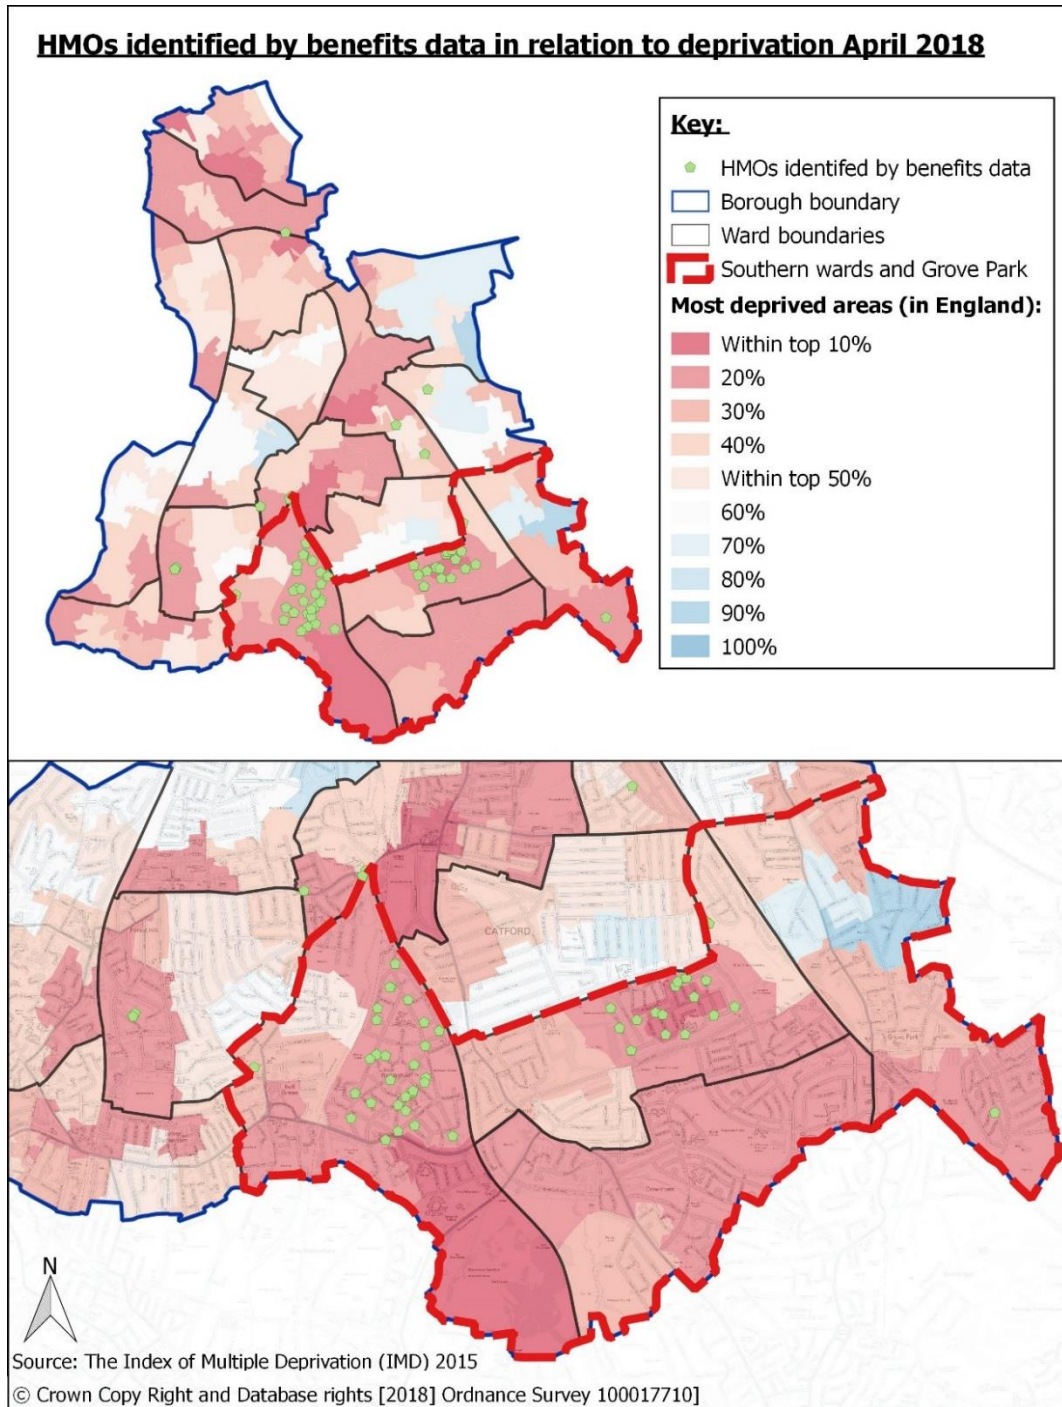 HMOs identified by benefits data in relation to deprivation April 2018
Key:
HMOs identifed by benefits data
Borough boundary
Ward boundaries
Southern wards and Grove Park
Most deprived areas (in England):
Within top 10%
20%
30%
40%
Within top 50%
60%
70%
80%
90%
100%
CATFORD
Grove Park
N
Source: The Index of Multiple Deprivation (IMD) 2015
© Crown Copy Right and Database rights [2018] Ordnance Survey 100017710]